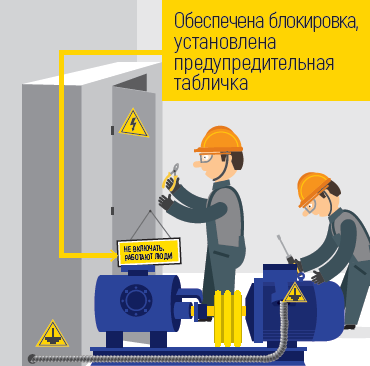 Обеспечена блокировка,
установлена
предупредительная
табличка
НЕ ВКЛЮЧАТЬ.
РАБОТАЮТ ЛЮДИ